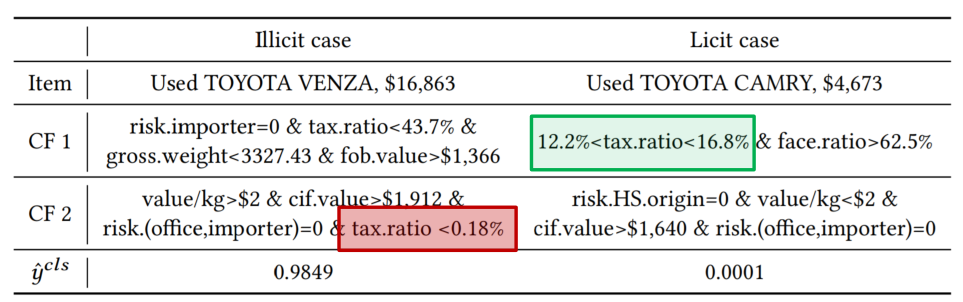 Illicit case Licit case
Item Used TOYOTA VENZA, $16,863 Used TOYOTA CAMRY, $4,673
CF 1 risk.importer=0 & tax.ratio<43.7% & gross.weight<3327.43 & fob.value>$1,366 12.2%<tax.ratio<16.8% & face.ratio>62.5%
CF 2 value/kg>$2 & cif.value>$1.912 & risk.(office,importer)=0 & tax.ratio <0.18% risk.HS.origin=0 & value/kg<$2 & cif.value>$1,640 & risk.(office,importer)=0
ŷ^cls 0.9849 0.0001